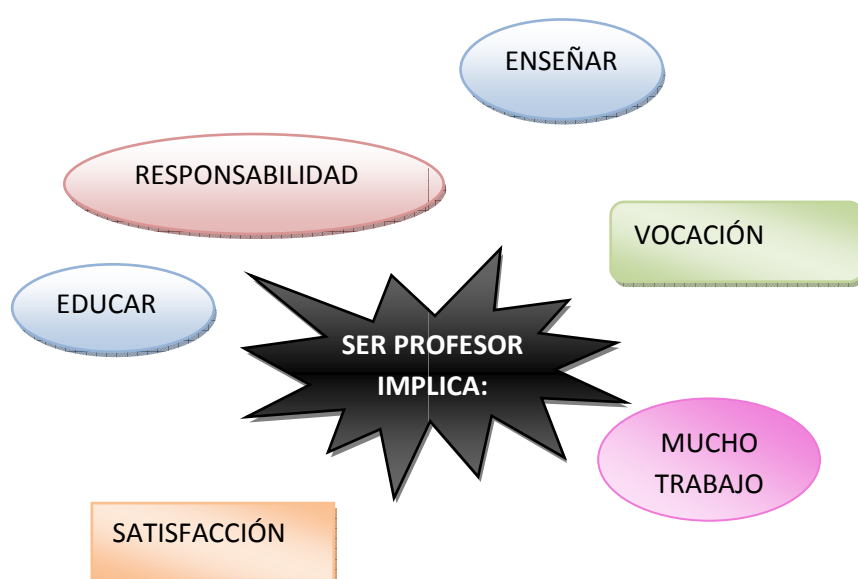 ENSEÑAR
RESPONSABILIDAD
VOCACIÓN
EDUCAR
SER PROFESOR
IMPLICA:
MUCHO
TRABAJO
SATISFACCIÓN